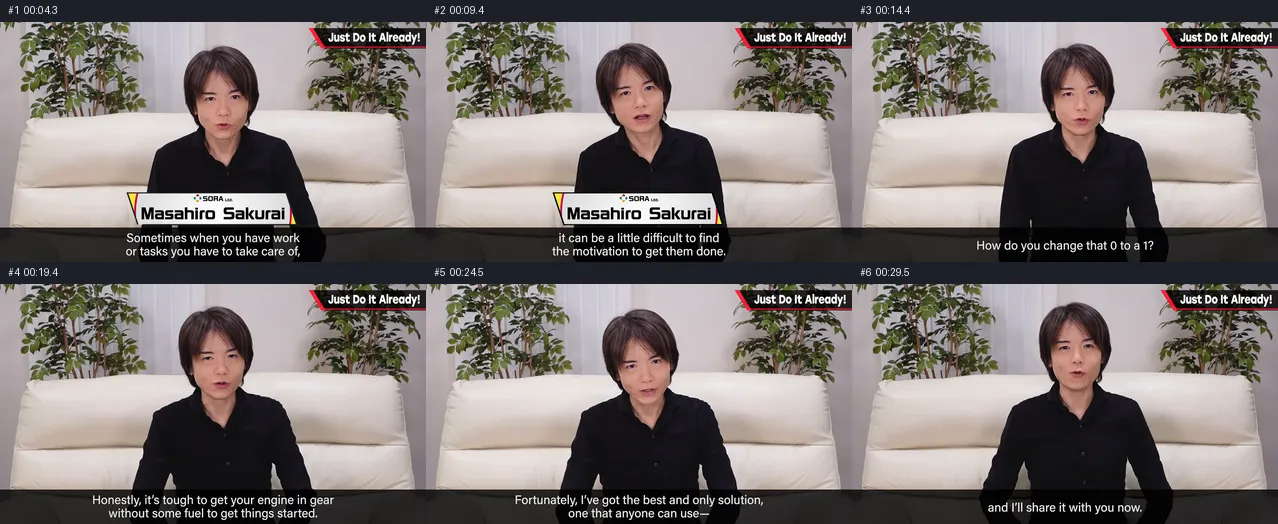 #1 00:04.3
Just Do It Already!
SORA Ltd.
Masahiro Sakurai
Sometimes when you have work
or tasks you have to take care of,
#2 00:09.4
Just Do It Already!
SORA Ltd.
Masahiro Sakurai
it can be a little difficult to find
the motivation to get them done.
#3 00:14.4
Just Do It Already!
How do you change that 0 to a 1?
#4 00:19.4
Just Do It Already!
Honestly, it's tough to get your engine in gear
without some fuel to get things started.
#5 00:24.5
Just Do It Already!
Fortunately, I've got the best and only solution,
one that anyone can use—
#6 00:29.5
Just Do It Already!
and I'll share it with you now.